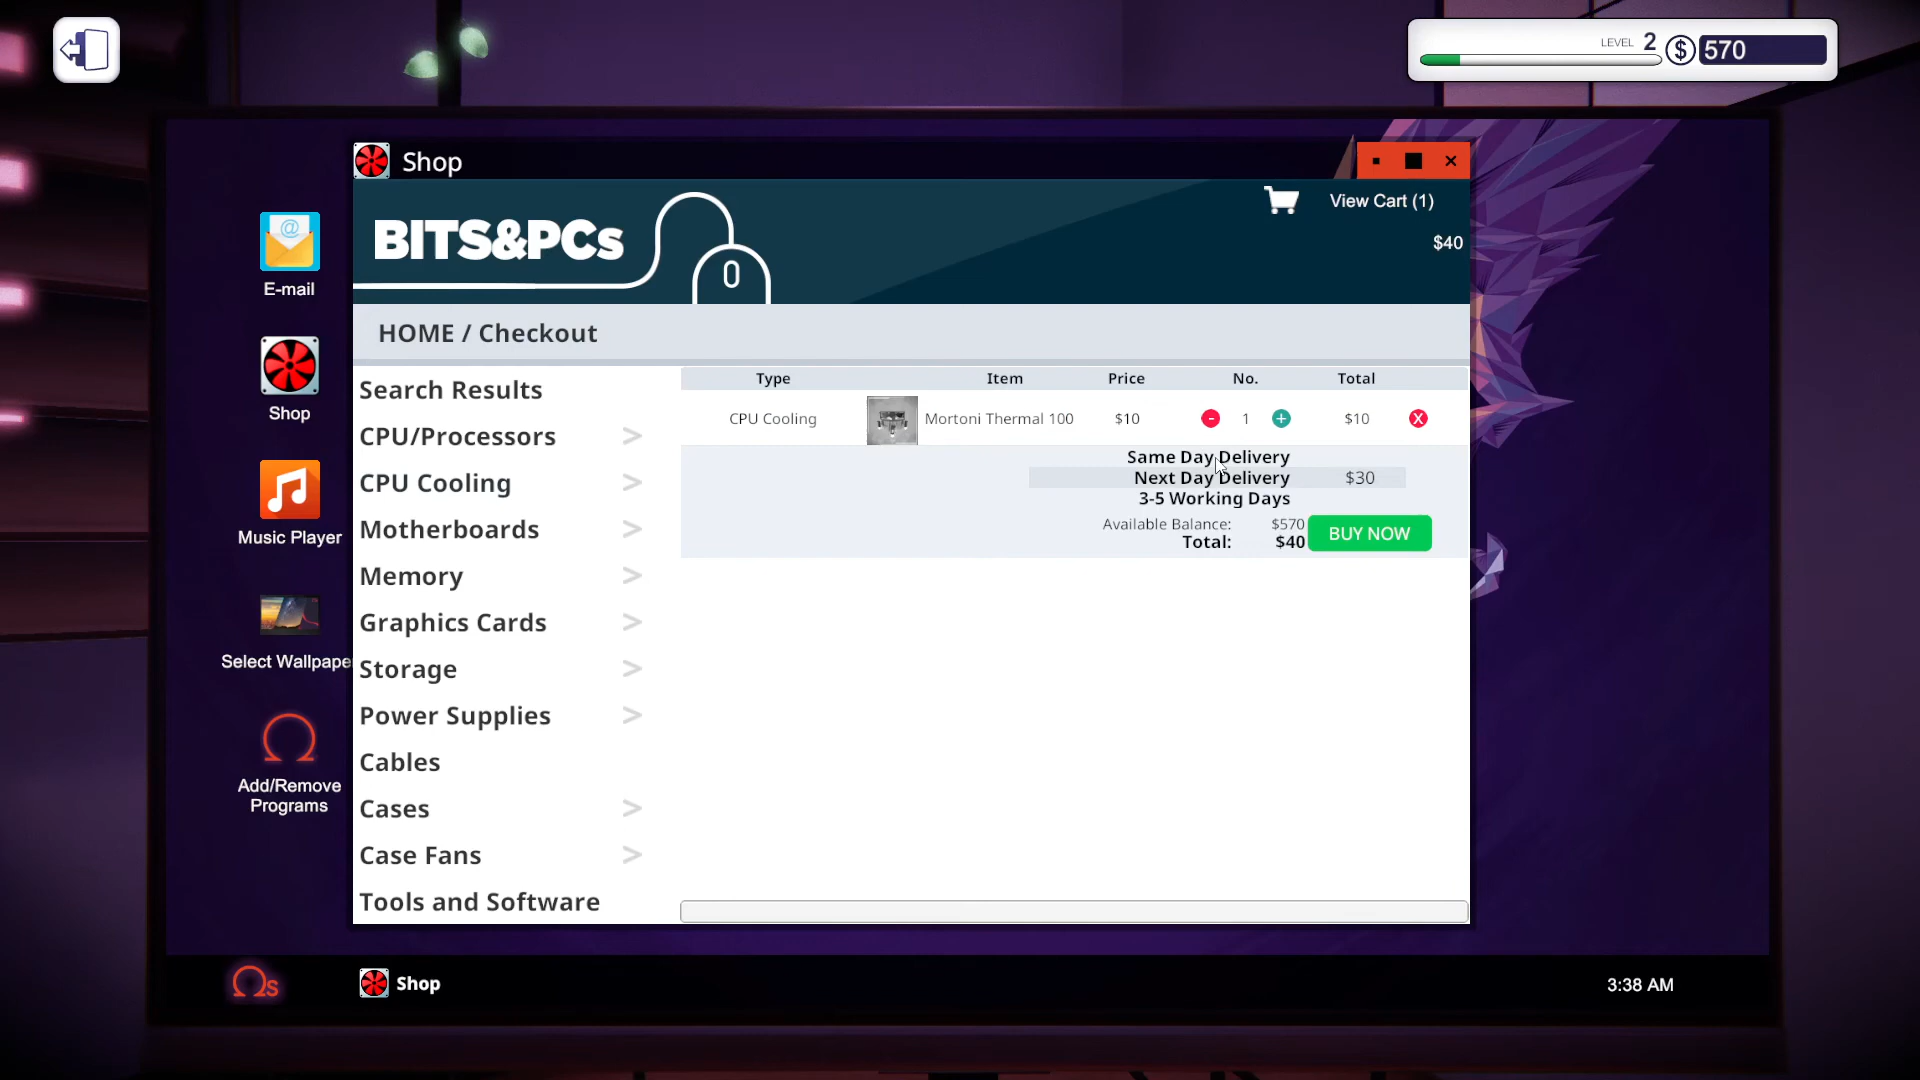 LEVEL 2 $ 570
Shop
View Cart (1)
BITS&PCs
$40
HOME / Checkout
E-mail
Shop
Music Player
Select Wallpape
Add/Remove
Programs
Search Results
CPU/Processors >
CPU Cooling >
Motherboards >
Memory >
Graphics Cards >
Storage >
Power Supplies >
Cables
Cases >
Case Fans >
Tools and Software
Type Item Price No. Total
CPU Cooling Mortoni Thermal 100 $10 - 1 + $10 X
Same Day Delivery
Next Day Delivery $30
3-5 Working Days
Available Balance: $570
Total: $40
BUY NOW
Ωs
Shop
3:38 AM